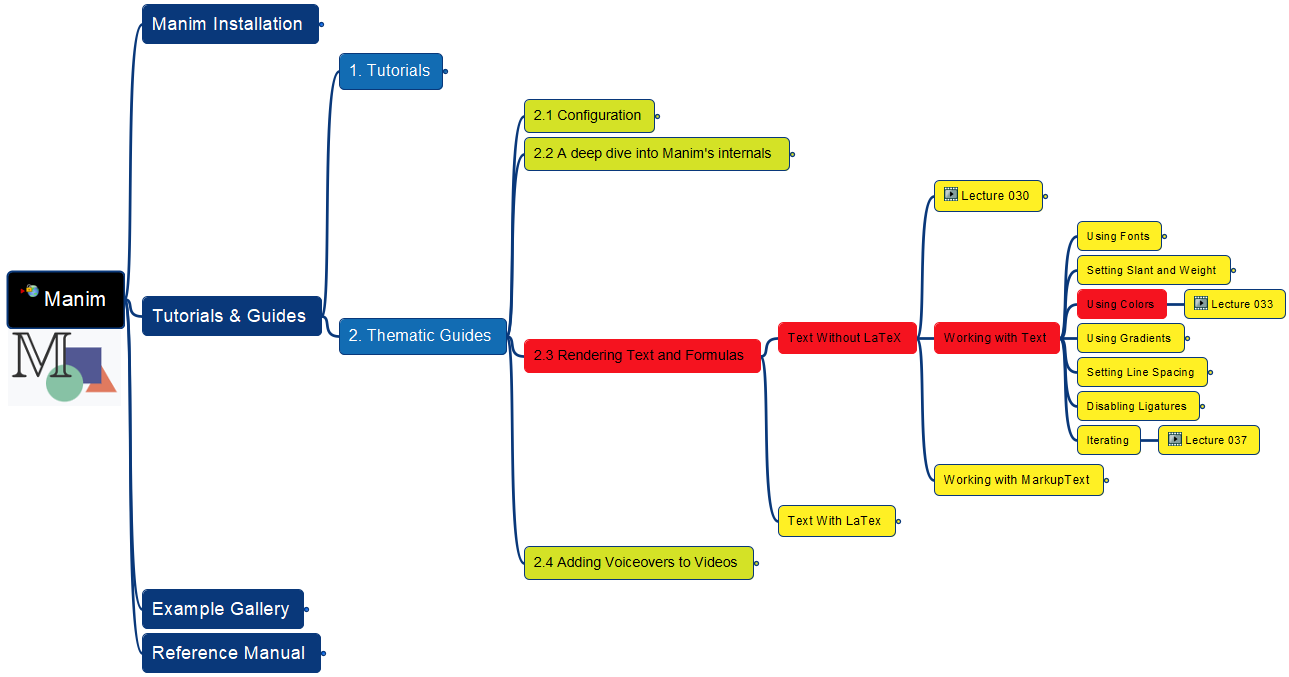 Manim Installation
1. Tutorials
2.1 Configuration
2.2 A deep dive into Manim's internals
Lecture 030
Using Fonts
Setting Slant and Weight
Manim
Tutorials & Guides
2. Thematic Guides
2.3 Rendering Text and Formulas
Text Without LaTeX
Working with Text
Using Colors
Lecture 033
Using Gradients
Setting Line Spacing
Disabling Ligatures
Iterating
Lecture 037
M
Working with MarkupText
Text With LaTex
2.4 Adding Voiceovers to Videos
Example Gallery
Reference Manual